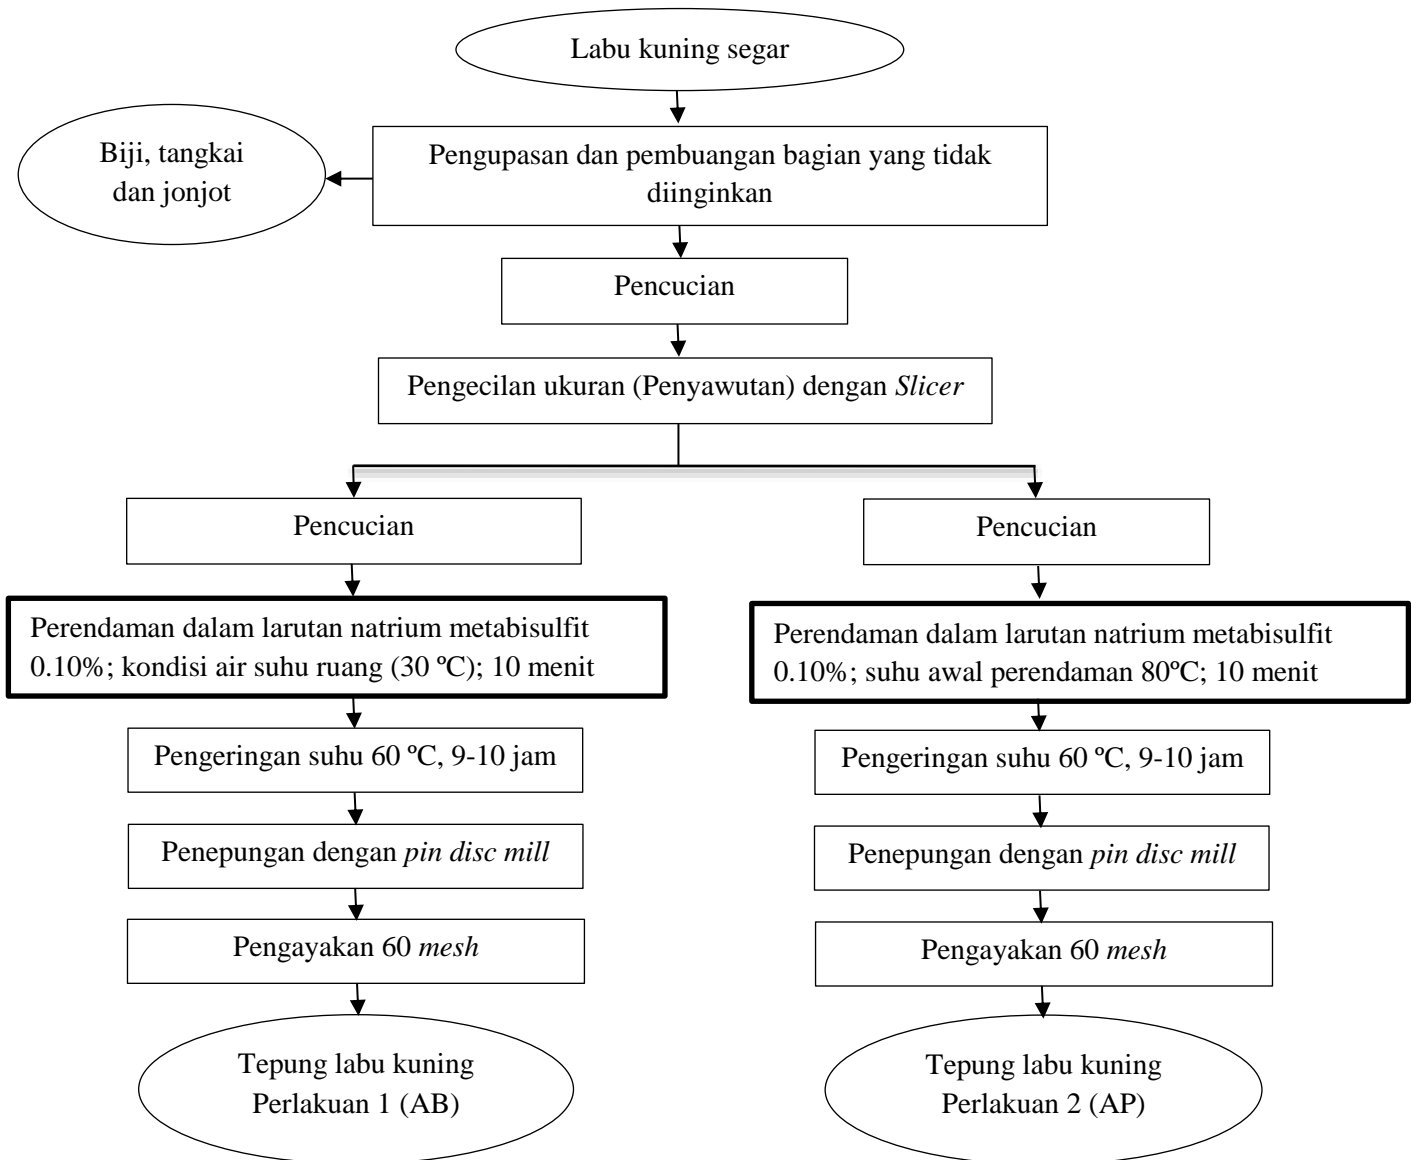 Labu kuning segar
Biji, tangkai
dan jonjot
Pengupasan dan pembuangan bagian yang tidak
diinginkan
Pencucian
Pengecilan ukuran (Penyawutan) dengan Slicer
Pencucian
Perendaman dalam larutan natrium metabisulfit
0.10%; kondisi air suhu ruang (30 ºC); 10 menit
Pengeringan suhu 60 ºC, 9-10 jam
Penepungan dengan pin disc mill
Pengayakan 60 mesh
Tepung labu kuning
Perlakuan 1 (AB)
Pencucian
Perendaman dalam larutan natrium metabisulfit
0.10%; suhu awal perendaman 80ºC; 10 menit
Pengeringan suhu 60 ºC, 9-10 jam
Penepungan dengan pin disc mill
Pengayakan 60 mesh
Tepung labu kuning
Perlakuan 2 (AP)